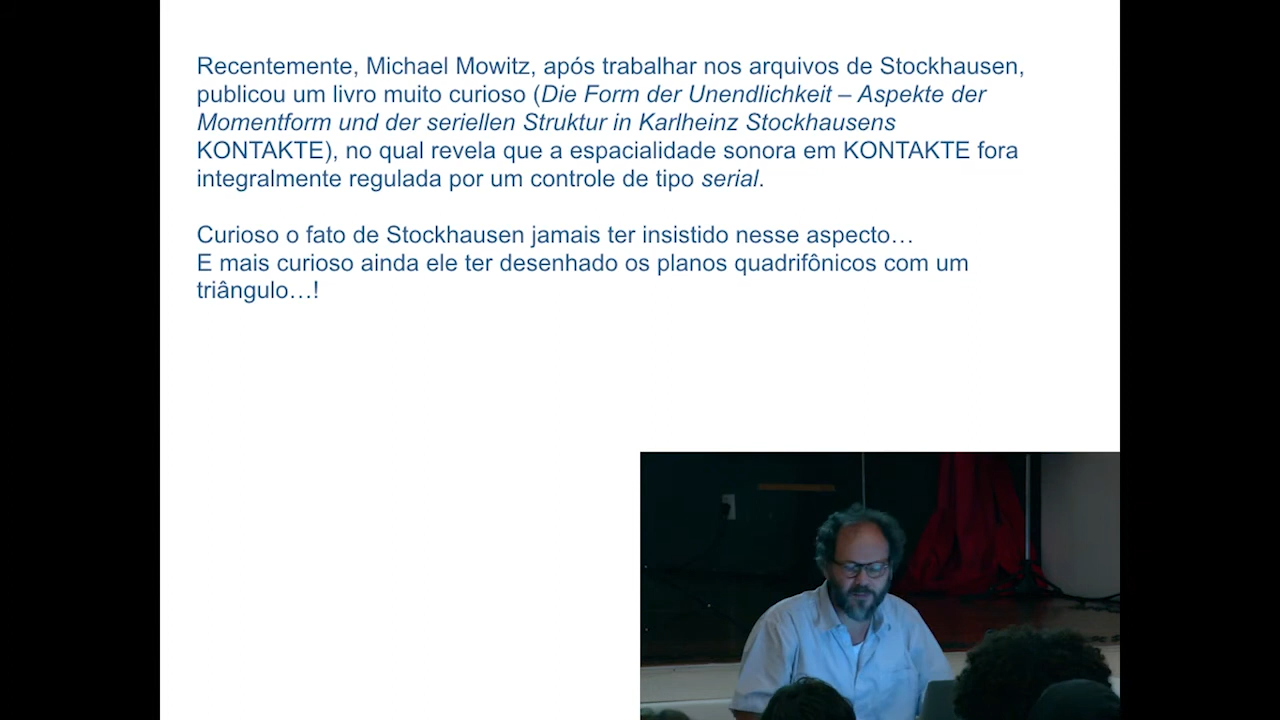 Recentemente, Michael Mowitz, após trabalhar nos arquivos de Stockhausen,
publicou um livro muito curioso (Die Form der Unendlichkeit – Aspekte der
Momentform und der seriellen Struktur in Karlheinz Stockhausens
KONTAKTE), no qual revela que a espacialidade sonora em KONTAKTE fora
integralmente regulada por um controle de tipo serial.
Curioso o fato de Stockhausen jamais ter insistido nesse aspecto…
E mais curioso ainda ele ter desenhado os planos quadrifônicos com um
triângulo…!